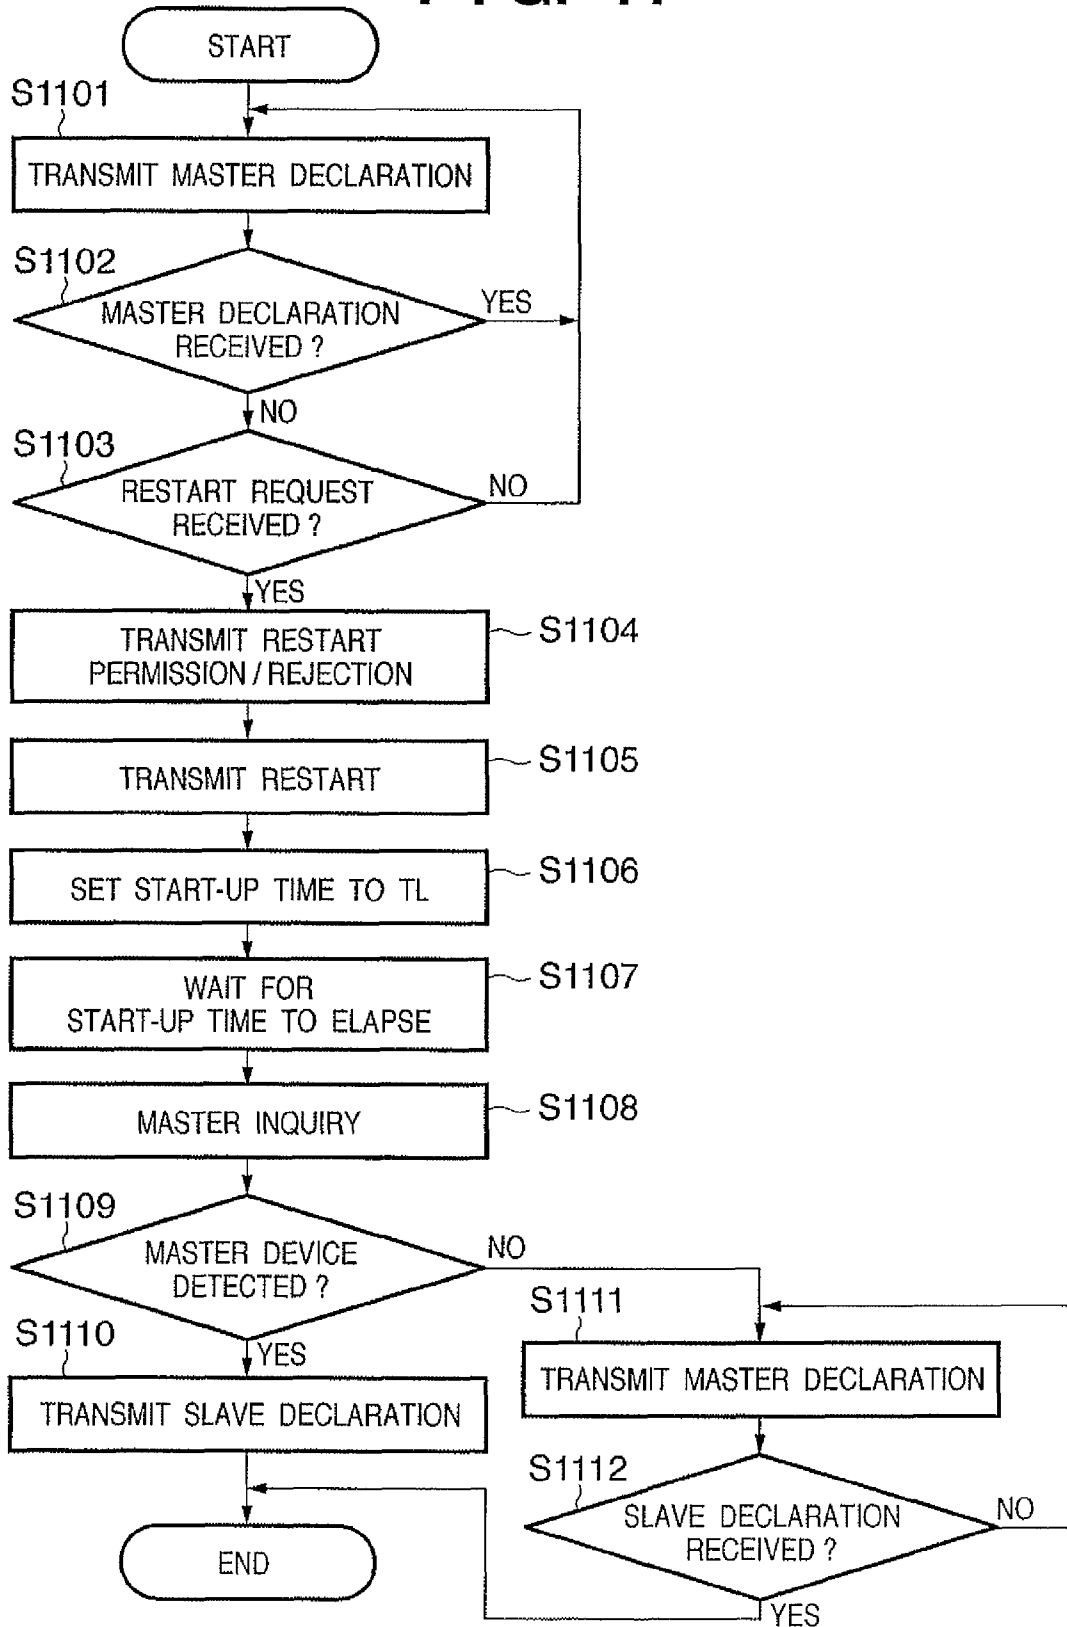 START
S1101
TRANSMIT MASTER DECLARATION
S1102
MASTER DECLARATION
RECEIVED ?
YES
NO
S1103
RESTART REQUEST
RECEIVED ?
NO
YES
TRANSMIT RESTART
PERMISSION / REJECTION
S1104
TRANSMIT RESTART
S1105
SET START-UP TIME TO TL
S1106
WAIT FOR
START-UP TIME TO ELAPSE
S1107
MASTER INQUIRY
S1108
S1109
MASTER DEVICE
DETECTED ?
NO
YES
S1110
TRANSMIT SLAVE DECLARATION
S1111
TRANSMIT MASTER DECLARATION
S1112
SLAVE DECLARATION
RECEIVED ?
NO
YES
END